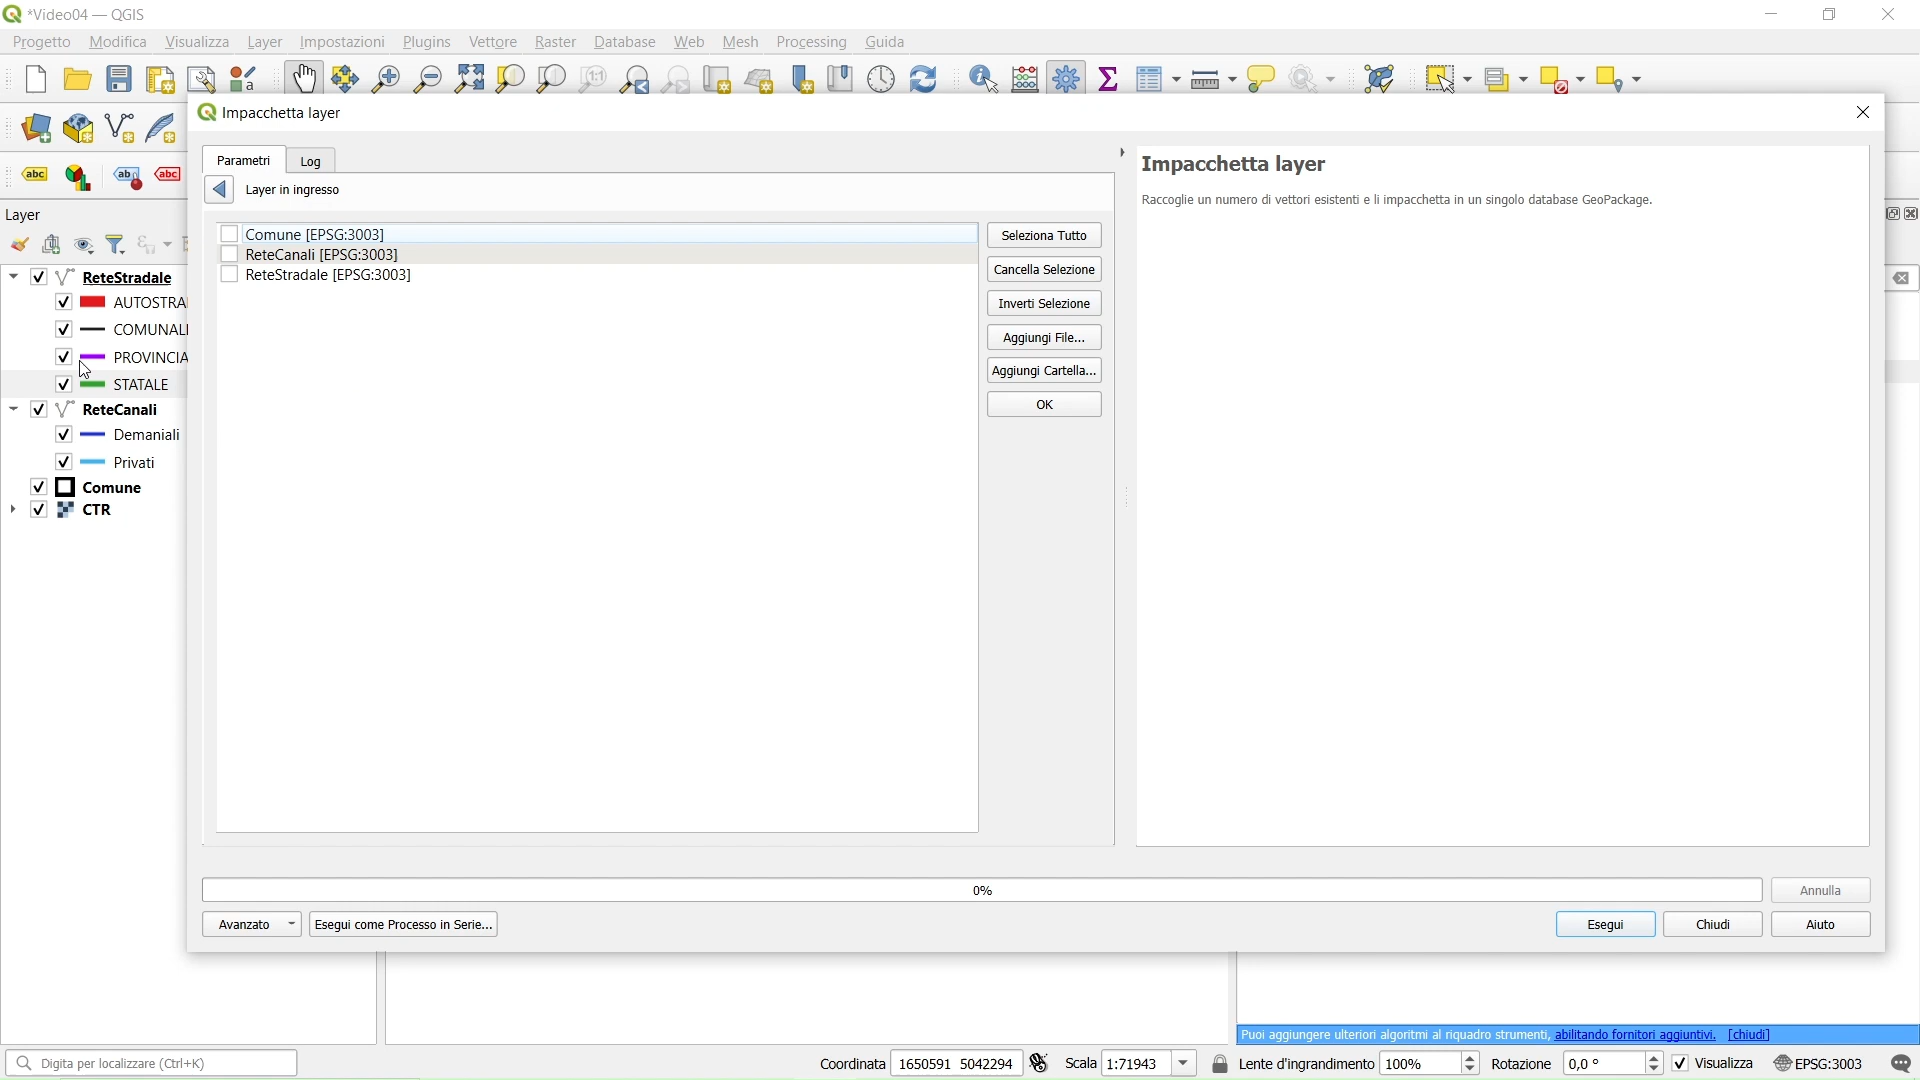 *Video04 — QGIS
Progetto Modifica Visualizza Layer Impostazioni Plugins Vettore Raster Database Web Mesh Processing Guida
Impacchetta layer
Parametri Log
Layer in ingresso
Comune [EPSG:3003]
ReteCanali [EPSG:3003]
ReteStradale [EPSG:3003]
Seleziona Tutto
Cancella Selezione
Inverti Selezione
Aggiungi File...
Aggiungi Cartella...
OK
Impacchetta layer
Raccoglie un numero di vettori esistenti e li impacchetta in un singolo database GeoPackage.
abc ab abc
Layer
ReteStradale
AUTOSTRA
COMUNALI
PROVINCIA
STATALE
ReteCanali
Demaniali
Privati
Comune
CTR
0%
Annulla
Avanzato Esegui come Processo in Serie... Esegui Chiudi Aiuto
Puoi aggiungere ulteriori algoritmi al riquadro strumenti, abilitando fornitori aggiuntivi. [chiudi]
Digita per localizzare (Ctrl+K) Coordinata 1650591 5042294 Scala 1:71943 Lente d'ingrandimento 100% Rotazione 0,0 ° Visualizza EPSG:3003